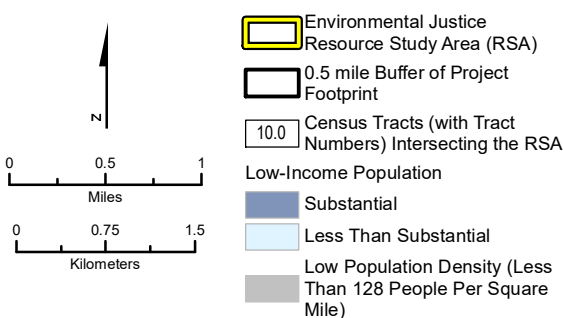 N
0 0.5 1
Miles
0 0.75 1.5
Kilometers
Environmental Justice
Resource Study Area (RSA)
0.5 mile Buffer of Project
Footprint
10.0
Census Tracts (with Tract
Numbers) Intersecting the RSA
Low-Income Population
Substantial
Less Than Substantial
Low Population Density (Less
Than 128 People Per Square
Mile)